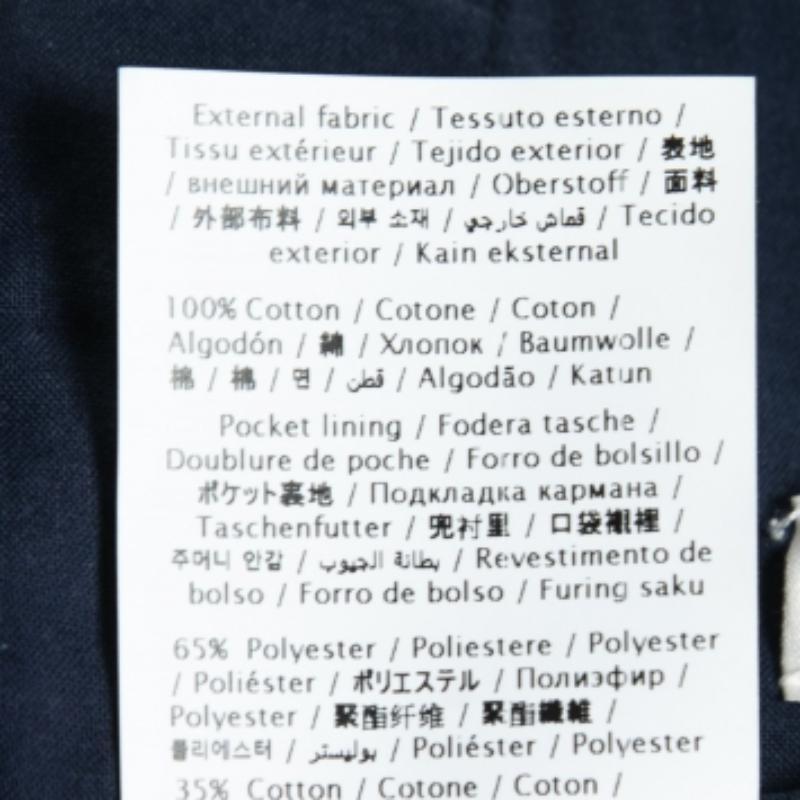 External fabric / Tessuto esterno /
Tissu extérieur / Tejido exterior / 表地
/ внешний материал / Oberstoff / 面料
/ 外部布料 / 외부 소재 / قماش خارجي / Tecido
exterior / Kain eksternal
100% Cotton / Cotone / Coton /
Algodón / 綿 / Хлопок / Baumwolle /
棉 / 棉 / 면 / قطن / Algodão / Katun
Pocket lining / Fodera tasche /
Doublure de poche / Forro de bolsillo /
ポケット裏地 / Подкладка кармана /
Taschenfutter / 兜衬里 / 口袋襯裡 /
주머니 안감 / بطانة الجيوب / Revestimento de
bolso / Forro de bolso / Furing saku
65% Polyester / Poliestere / Polyester
/ Poliéster / ポリエステル / Полиэфир /
Polyester / 聚酯纤维 / 聚酯纖維 /
폴리에스터 / بوليستر / Poliéster / Polyester
35% Cotton / Cotone / Coton /